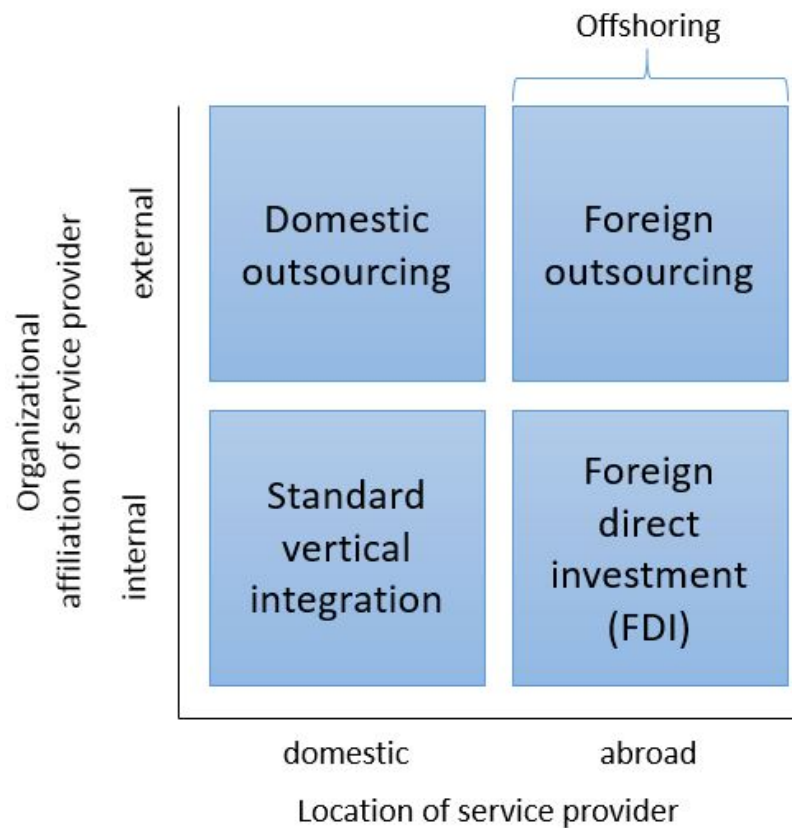 Offshoring
Organizational
affiliation of service provider
external
internal
Domestic
outsourcing
Foreign
outsourcing
Standard
vertical
integration
Foreign
direct
investment
(FDI)
domestic
abroad
Location of service provider